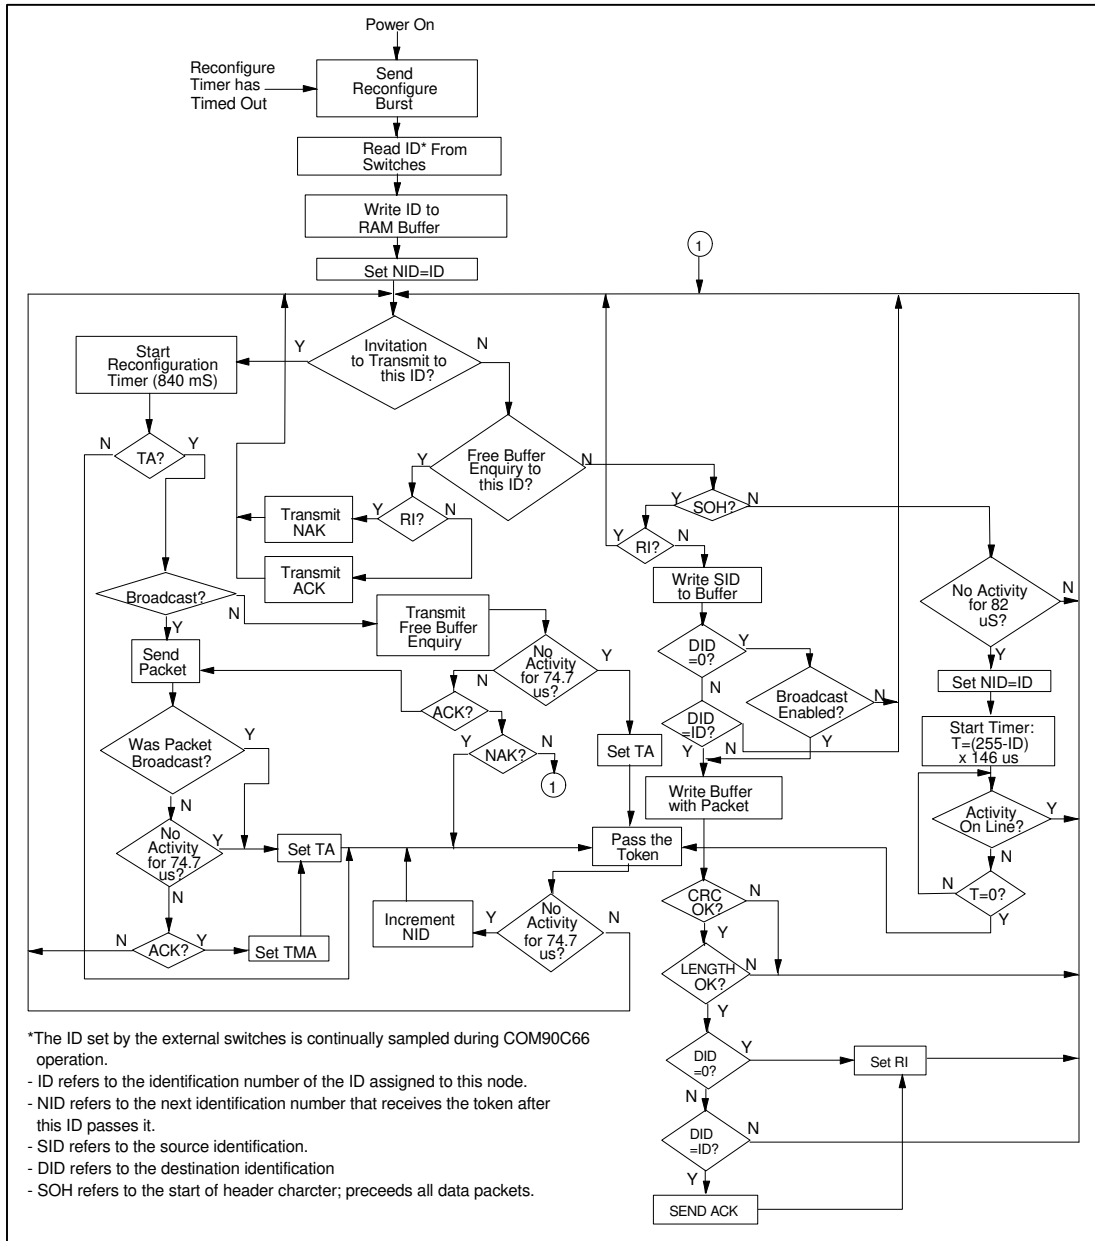 Power On
Reconfigure
Timer has
Timed Out
Send
Reconfigure
Burst
Read ID* From
Switches
Write ID to
RAM Buffer
1
Set NID=ID
Start
Reconfiguration
Timer (840 mS)
Y
Invitation
to Transmit to
this ID?
N
N
TA?
Y
Y
Free Buffer
Enquiry to
this ID?
N
Transmit
NAK
Y
RI?
N
Y
SOH?
N
Y
RI?
N
Transmit
ACK
Write SID
to Buffer
No Activity
for 82
uS?
N
Y
Broadcast?
N
Y
Transmit
Free Buffer
Enquiry
Send
Packet
No
Activity
for 74.7
us?
Y
N
DID
=0?
Y
N
Broadcast
Enabled?
N
Y
Set NID=ID
ACK?
Y
N
NAK?
Y
N
1
DID
=ID?
Y
N
Start Timer:
T=(255-ID)
x 146 us
Was Packet
Broadcast?
Y
N
Set TA
Write Buffer
with Packet
Activity
On Line?
Y
N
No
Activity
for 74.7
us?
Y
N
Set TA
Pass the
Token
N
T=0?
Y
CRC
OK?
N
Y
Increment
NID
Y
No
Activity
for 74.7
us?
N
N
ACK?
Y
Set TMA
LENGTH
OK?
N
Y
DID
=0?
Y
N
Set RI
DID
=ID?
N
Y
SEND ACK
*The ID set by the external switches is continually sampled during COM90C66
operation.
- ID refers to the identification number of the ID assigned to this node.
- NID refers to the next identification number that receives the token after
this ID passes it.
- SID refers to the source identification.
- DID refers to the destination identification
- SOH refers to the start of header charcter; preceeds all data packets.